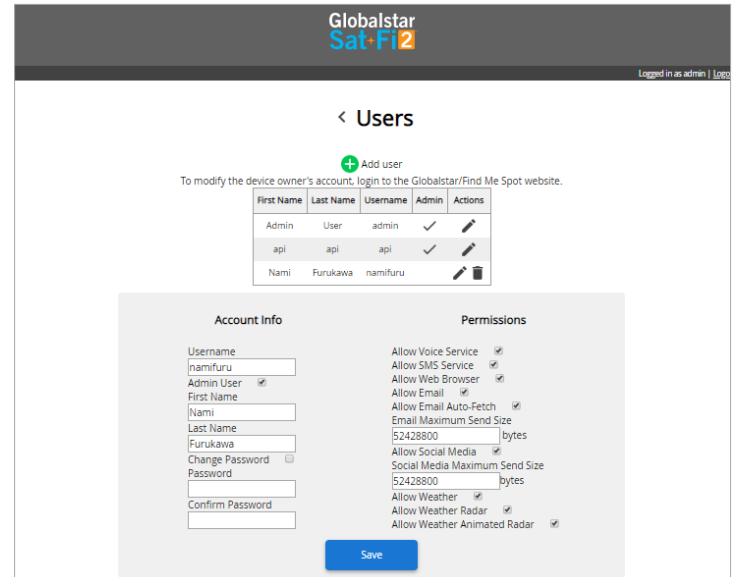 Globalstar
Sat-Fi2
Logged in as admin | Logo
< Users
Add user
To modify the device owner's account, login to the Globalstar/Find Me Spot website.
First Name Last Name Username Admin Actions
Admin User admin
api api api
Nami Furukawa namifuru
Account Info
Username
namifuru
Admin User
First Name
Nami
Last Name
Furukawa
Change Password
Password
Confirm Password
Permissions
Allow Voice Service
Allow SMS Service
Allow Web Browser
Allow Email
Allow Email Auto-Fetch
Email Maximum Send Size
52428800 bytes
Allow Social Media
Social Media Maximum Send Size
52428800 bytes
Allow Weather
Allow Weather Radar
Allow Weather Animated Radar
Save